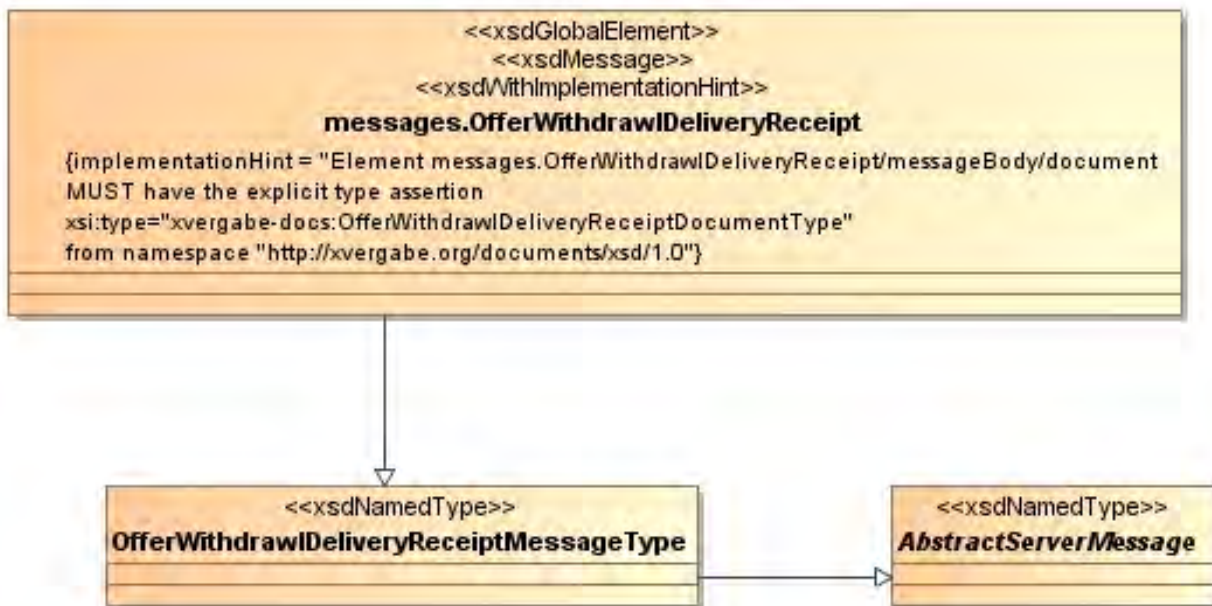 <<xsdGlobalElement>>
<<xsdMessage>>
<<xsdWithImplementationHint>>
messages.OfferWithdrawlDeliveryReceipt
{implementationHint = "Element messages.OfferWithdrawlDeliveryReceipt/messageBody/document
MUST have the explicit type assertion
xsi:type="xvergabe-docs:OfferWithdrawlDeliveryReceiptDocumentType"
from namespace "http://xvergabe.org/documents/xsd/1.0"}
<<xsdNamedType>>
OfferWithdrawlDeliveryReceiptMessageType
<<xsdNamedType>>
AbstractServerMessage